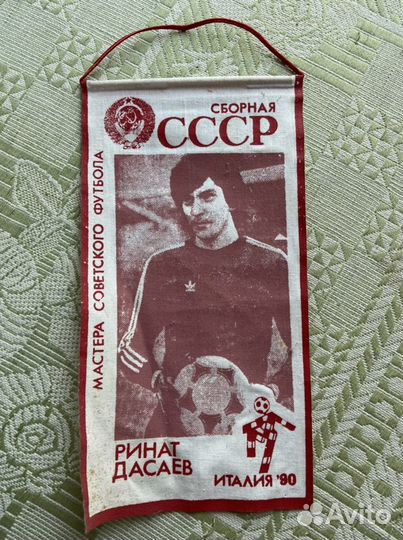 СБОРНАЯ
СССР
МАСТЕРА СОВЕТСКОГО ФУТБОЛА
РИНАТ
ДАСАЕВ
ИТАЛИЯ '90
Avito